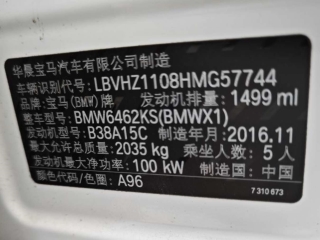 华晨宝马汽车有限公司制造
车辆识别代号: LBVHZ1108HMG57744
品牌: 宝马(BMW)牌 发动机排量: 1499 ml
整车型号: BMW6462KS(BMWX1)
发动机型号: B38A15C 制造年月: 2016.11
最大允许总质量: 2035 kg 乘坐人数: 5 人
发动机最大净功率: 100 kW 制造国: 中国
颜色代码/色圈: A96 7 310 673